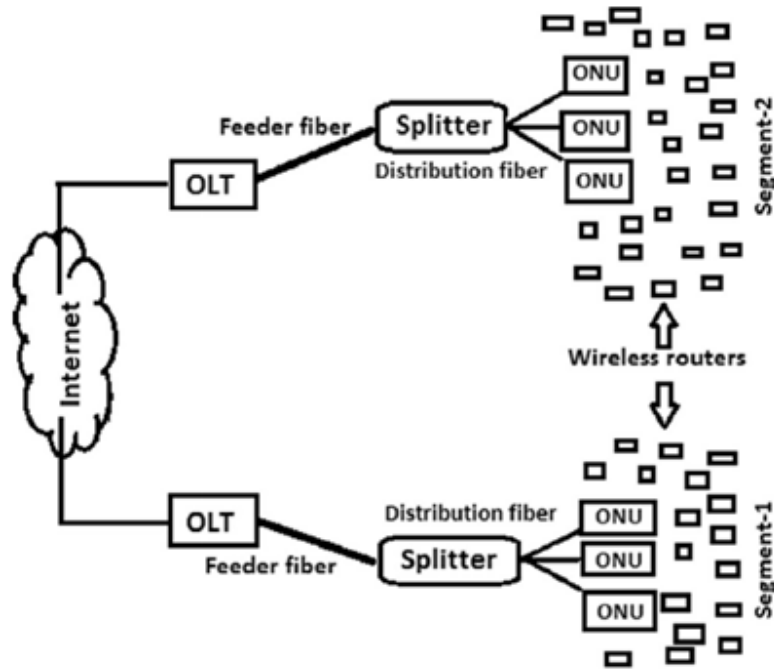 ONU
Feeder fiber
Splitter
ONU
Distribution fiber
OLT
ONU
Segment-2
Internet
Wireless routers
Distribution fiber
ONU
OLT
Splitter
ONU
Feeder fiber
ONU
Segment-1